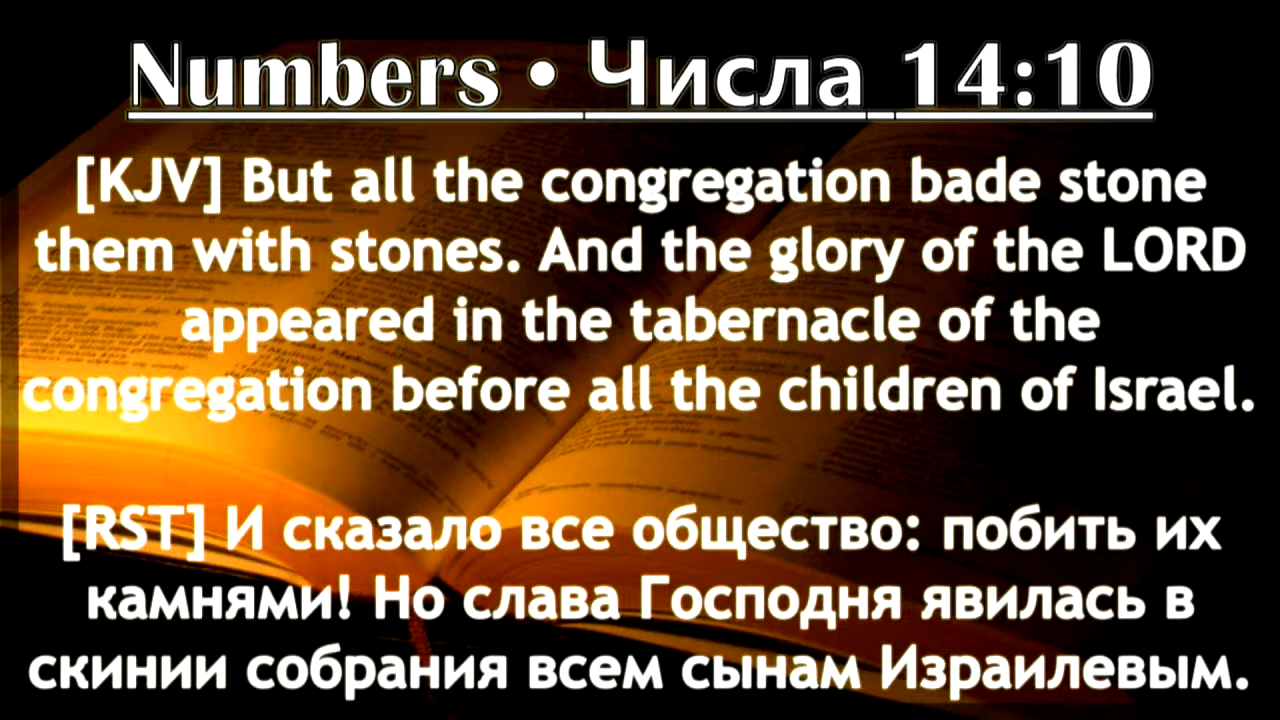 Numbers • Числа 14:10
[KJV] But all the congregation bade stone
them with stones. And the glory of the LORD
appeared in the tabernacle of the
congregation before all the children of Israel.
[RST] И сказало все общество: побить их
камнями! Но слава Господня явилась в
скинии собрания всем сынам Израилевым.